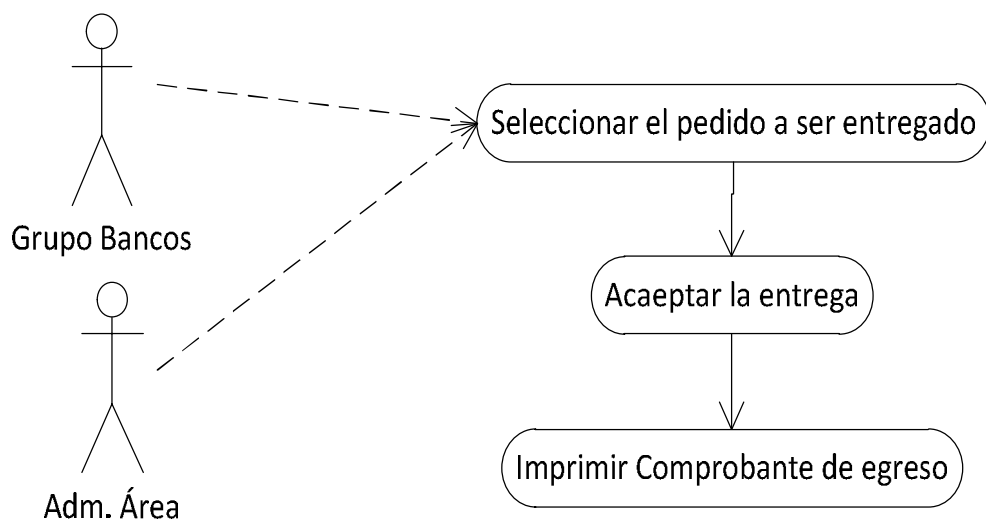 Seleccionar el pedido a ser entregado
Grupo Bancos
Acaeptar la entrega
Imprimir Comprobante de egreso
Adm. Área